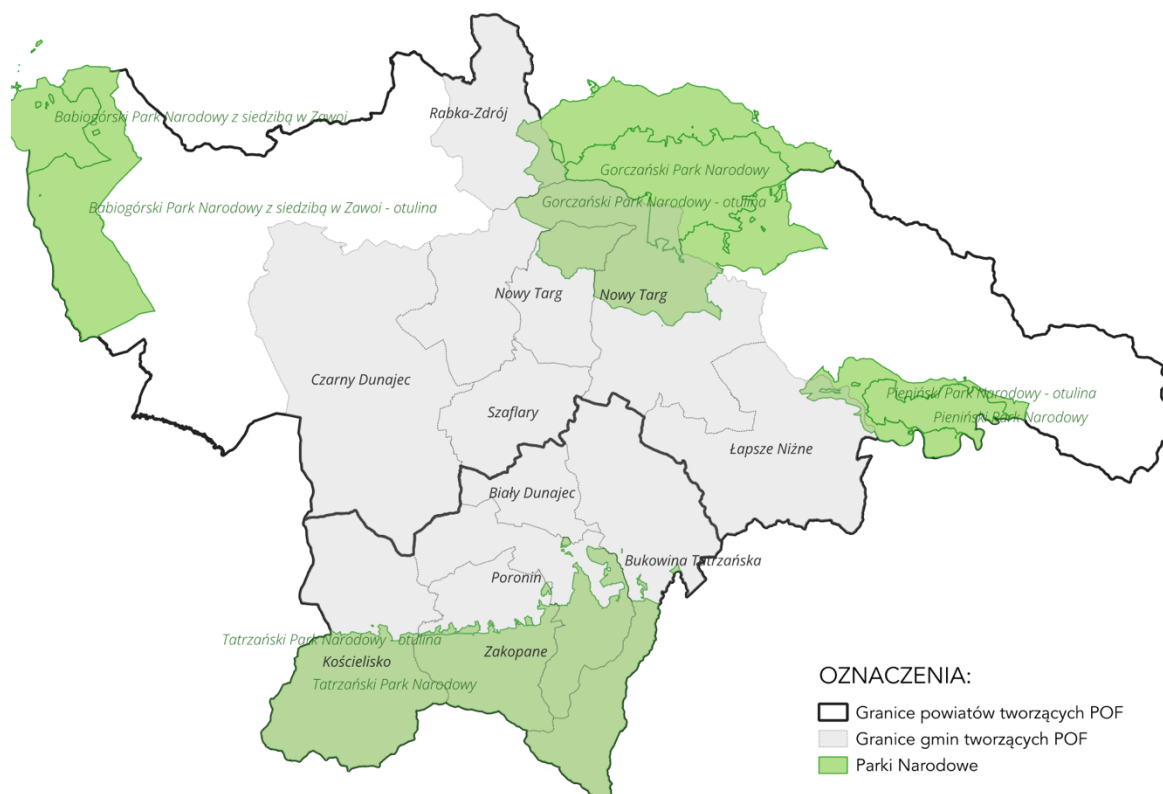 Rabka-Zdrój
Babiogórski Park Narodowy z siedzibą w Zawoi
Gorczański Park Narodowy
Babiogórski Park Narodowy z siedzibą w Zawoi - otulina
Gorczański Park Narodowy - otulina
Nowy Targ
Nowy Targ
Czarny Dunajec
Pieniński Park Narodowy - otulina
Szaflary
Pieniński Park Narodowy
Łapsze Niżne
Biały Dunajec
Bukowina Tatrzańska
Poronin
Tatrzański Park Narodowy - otulina
Kościelisko
Zakopane
Tatrzański Park Narodowy
OZNACZENIA:
Granice powiatów tworzących POF
Granice gmin tworzących POF
Parki Narodowe